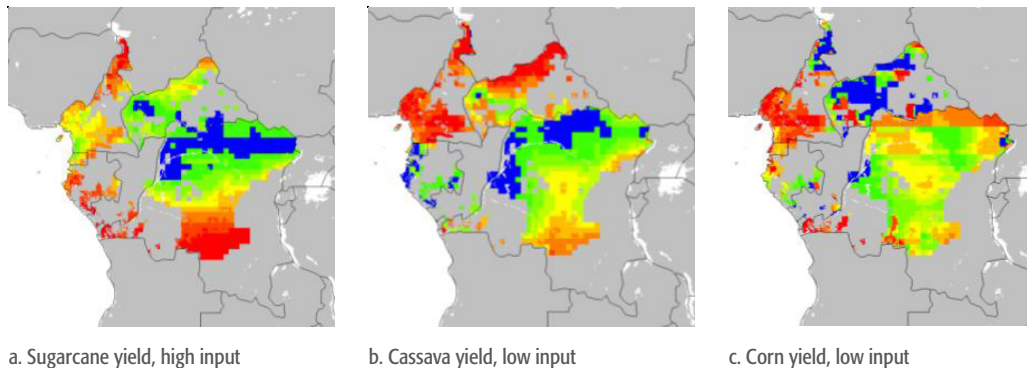 a. Sugarcane yield, high input
b. Cassava yield, low input
c. Corn yield, low input